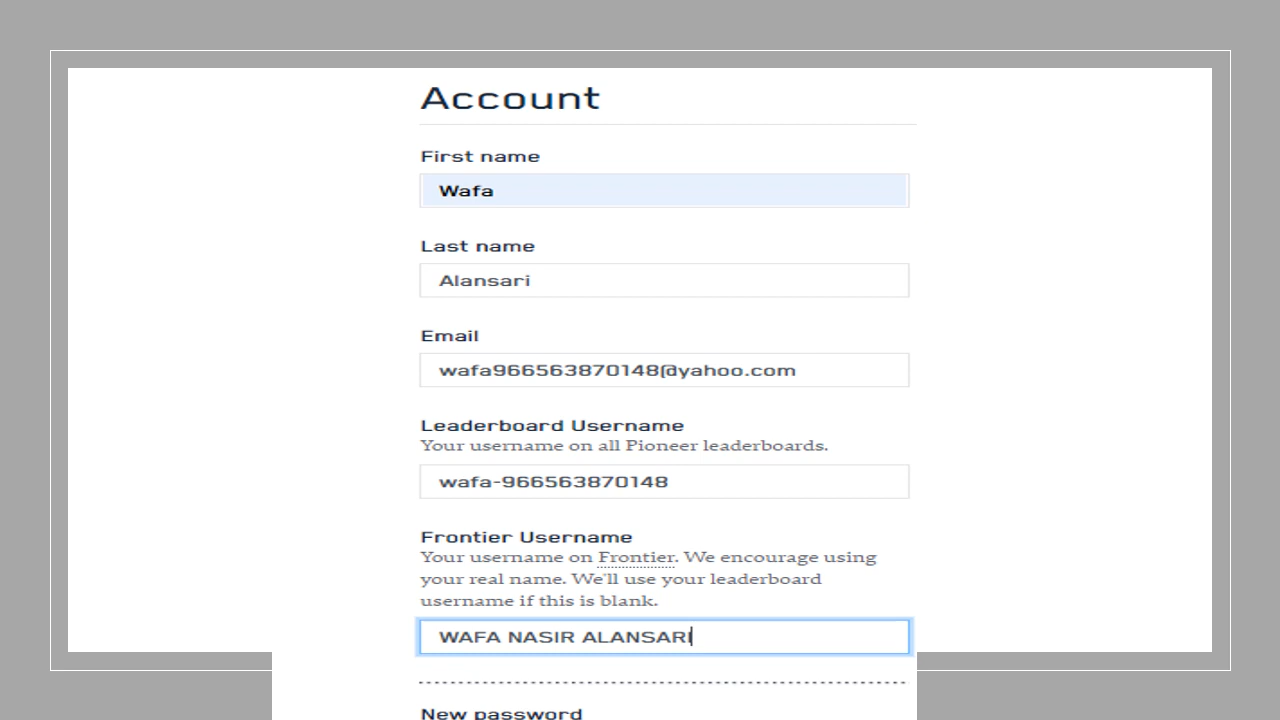 Account
First name
Wafa
Last name
Alansari
Email
wafa966563870148@yahoo.com
Leaderboard Username
Your username on all Pioneer leaderboards.
wafa-966563870148
Frontier Username
Your username on Frontier. We encourage using
your real name. We'll use your leaderboard
username if this is blank.
WAFA NASIR ALANSARI
New password